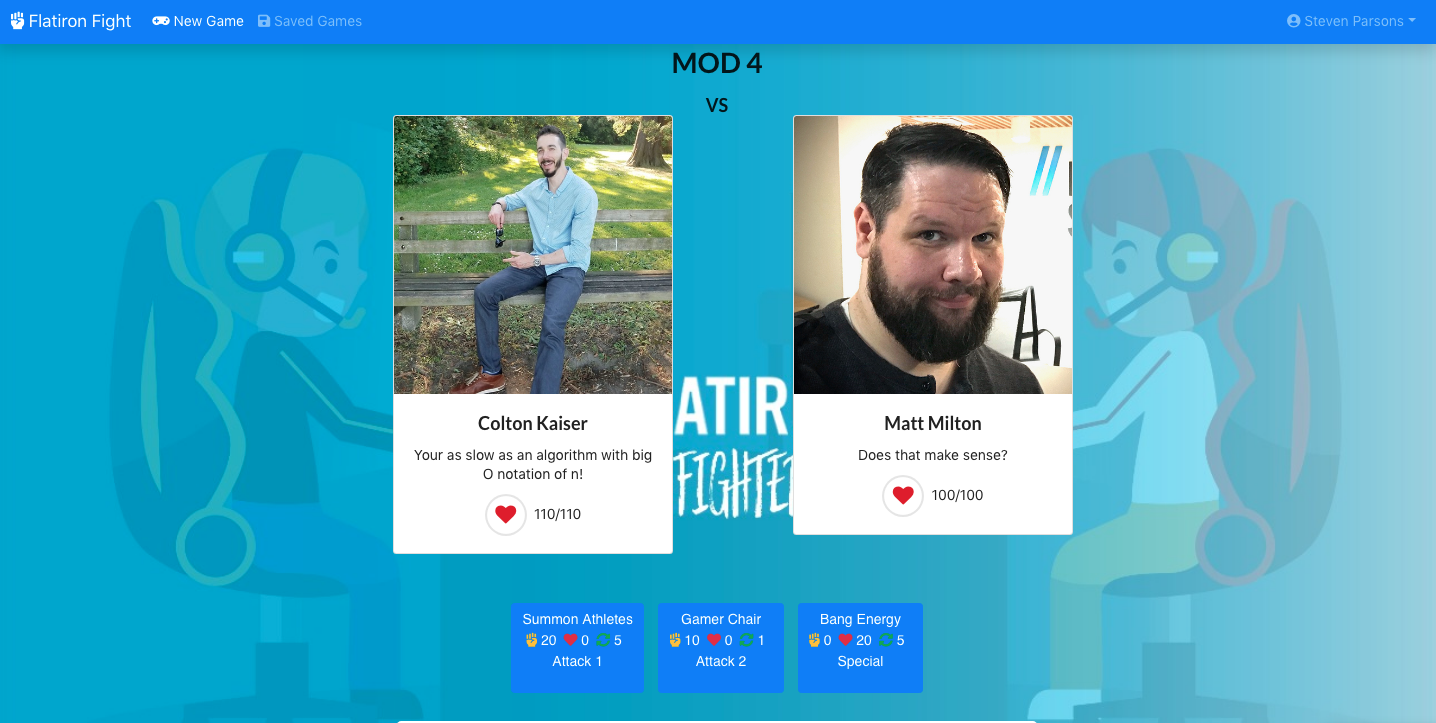 Flatiron Fight New Game Saved Games Steven Parsons
MOD 4
VS
ATIR
FIGHTE
Colton Kaiser
Your as slow as an algorithm with big
O notation of n!
110/110
Matt Milton
Does that make sense?
100/100
Summon Athletes
20 0 5
Attack 1
Gamer Chair
10 0 1
Attack 2
Bang Energy
0 20 5
Special